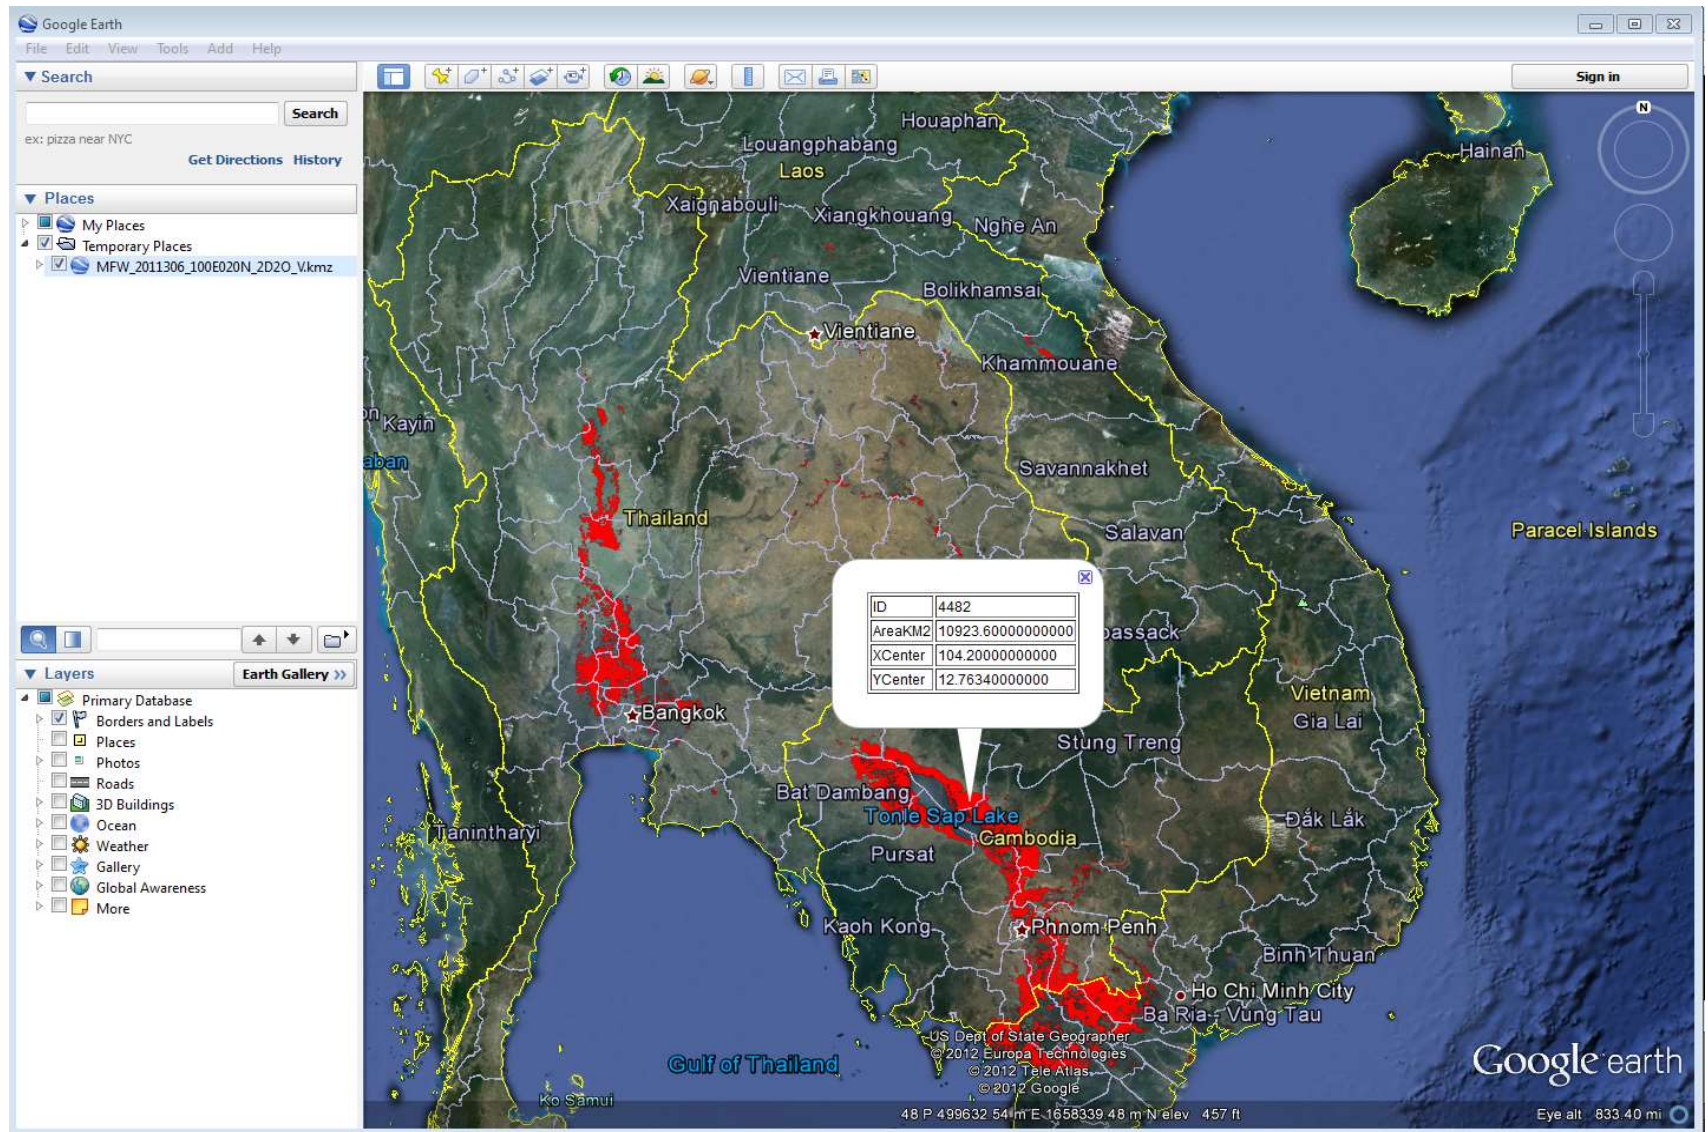 Google Earth
File Edit View Tools Add Help
Search
Sign in
Search
ex: pizza near NYC
Get Directions History
Places
My Places
Temporary Places
MFW_2011306_100E020N_2D2O_V.kmz
Layers
Earth Gallery >>
Primary Database
Borders and Labels
Places
Photos
Roads
3D Buildings
Ocean
Weather
Gallery
Global Awareness
More
N
Houaphan
Louangphabang
Laos
Hainan
Xaignabouli
Xiangkhouang
Nghe An
Vientiane
Bolikhamsai
Vientiane
Khammouane
on
Kayin
aban
Savannakhet
Thailand
Salavan
Paracel Islands
ID 4482
AreaKM2 10923.60000000000
XCenter 104.20000000000
YCenter 12.76340000000
passack
Vietnam
Gia Lai
Bangkok
Stung Treng
Bat Dambang
Tonle Sap Lake
Đắk Lắk
Tanintharyi
Cambodia
Pursat
Kaoh Kong
Phnom Penh
Binh Thuan
Ho Chi Minh City
Ba Ria - Vung Tau
US Dept of State Geographer
© 2012 Europa Technologies
© 2012 Tele Atlas
© 2012 Google
Gulf of Thailand
Google earth
Ko Samui
48 P 499632.54 m E 1658339.48 m N elev 457 ft
Eye alt 833.40 mi